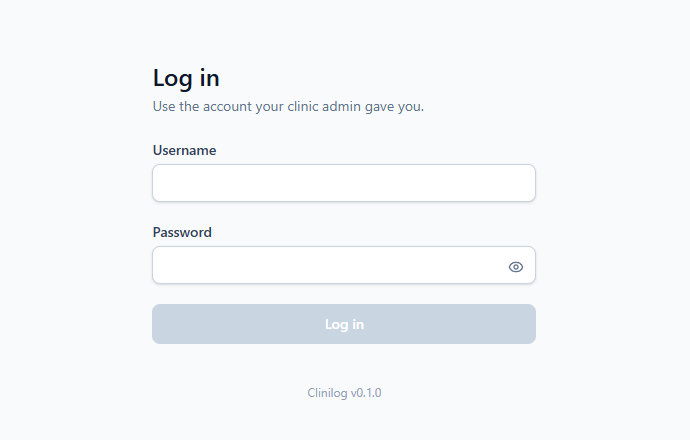 Log in
Use the account your clinic admin gave you.
Username
Password
Log in
Clinilog v0.1.0